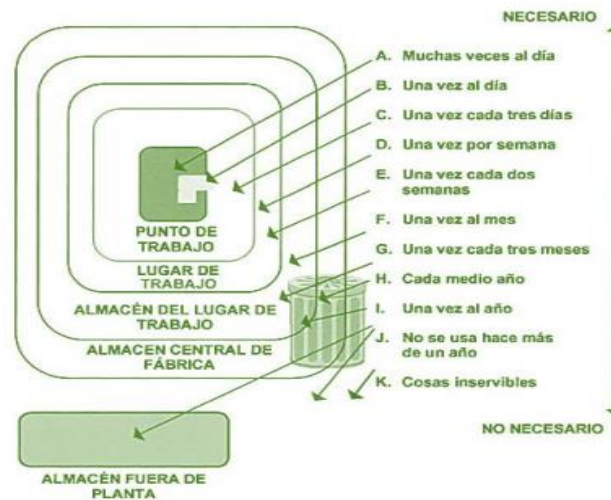 NECESARIO
A. Muchas veces al día
B. Una vez al día
C. Una vez cada tres días
D. Una vez por semana
E. Una vez cada dos
semanas
F. Una vez al mes
G. Una vez cada tres meses
H. Cada medio año
I. Una vez al año
J. No se usa hace más
de un año
K. Cosas inservibles
NO NECESARIO
PUNTO DE
TRABAJO
LUGAR DE
TRABAJO
ALMACÉN DEL LUGAR DE
TRABAJO
ALMACEN CENTRAL DE
FÁBRICA
ALMACÉN FUERA DE
PLANTA